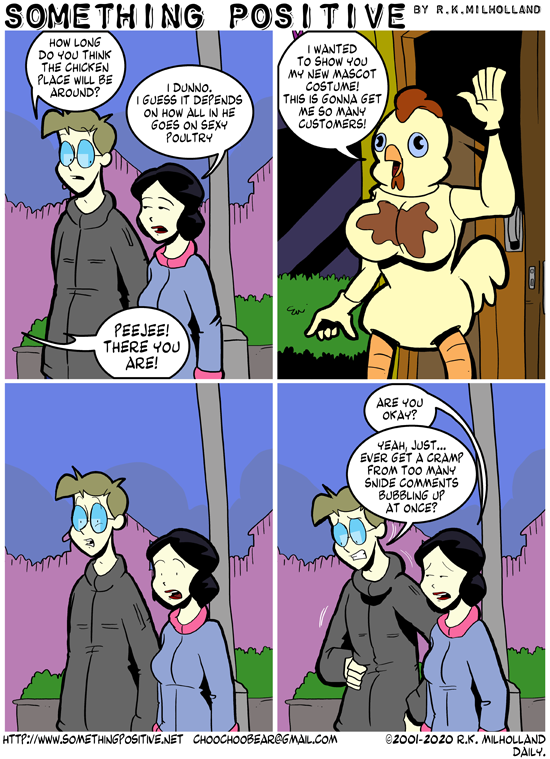 SOMETHING POSITIVE BY R.K.MILHOLLAND
HOW LONG
DO YOU THINK
THE CHICKEN
PLACE WILL BE
AROUND?
I DUNNO.
I GUESS IT DEPENDS
ON HOW ALL IN HE
GOES ON SEXY
POULTRY
PEEJEE!
THERE YOU
ARE!
I WANTED
TO SHOW YOU
MY NEW MASCOT
COSTUME!
THIS IS GONNA GET
ME SO MANY
CUSTOMERS!
ARE YOU
OKAY?
YEAH, JUST...
EVER GET A CRAMP
FROM TOO MANY
SNIDE COMMENTS
BUBBLING UP
AT ONCE?
HTTP://WWW.SOMETHINGPOSITIVE.NET CHOOCHOOBEAR@GMAIL.COM ©2001-2020 R.K. MILHOLLAND
DAILY.